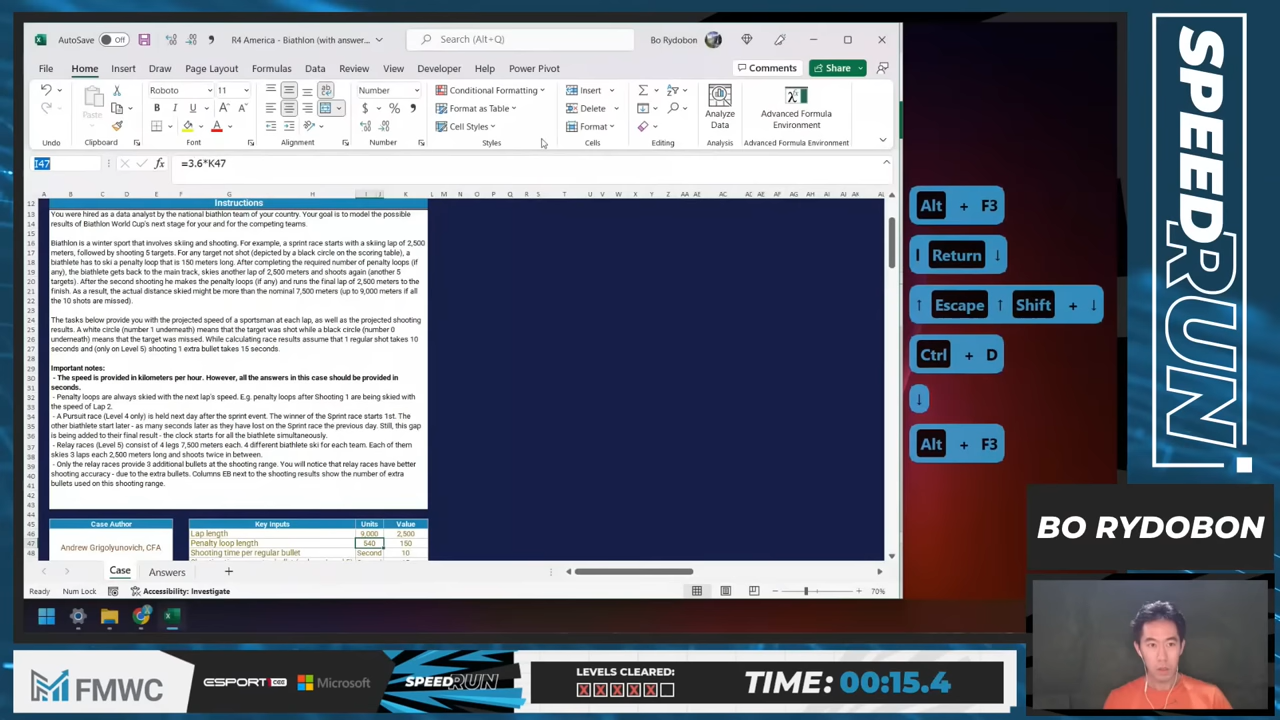 AutoSave Off
R4 America - Biathlon (with answer...
Search (Alt+Q)
Bo Rydobon
File Home Insert Draw Page Layout Formulas Data Review View Developer Help Power Pivot
Comments Share
Undo
Paste
Clipboard
Roboto 11
B I U A A
Font
Alignment
Number
$ % 9
Number
Conditional Formatting
Format as Table
Cell Styles
Styles
Insert
Delete
Format
Cells
Editing
Analyze
Data
Analysis
Advanced Formula
Environment
Advanced Formula Environment
I47
fx =3.6*K47
Instructions
You were hired as a data analyst by the national biathlon team of your country. Your goal is to model the possible
results of Biathlon World Cup's next stage for your and for the competing teams.
Biathlon is a winter sport that involves skiing and shooting. For example, a sprint race starts with a skiing lap of 2,500
meters, followed by shooting 5 targets. For any target not shot (depicted by a black circle on the scoring table), a
biathlete has to ski a penalty loop that is 150 meters long. After completing the required number of penalty loops (if
any), the biathlete gets back to the main track, skies another lap of 2,500 meters and shoots again (another 5
targets). After the second shooting he makes the penalty loops (if any) and runs the final lap of 2,500 meters to the
finish. As a result, the actual distance skied might be more than the nominal 7,500 meters (up to 9,000 meters if all
the 10 shots are missed).
The tasks below provide you with the projected speed of a sportsman at each lap, as well as the projected shooting
results. A white circle (number 1 underneath) means that the target was shot while a black circle (number 0
underneath) means that the target was missed. While calculating race results assume that 1 regular shot takes 10
seconds and (only on Level 5) shooting 1 extra bullet takes 15 seconds.
Important notes:
- The speed is provided in kilometers per hour. However, all the answers in this case should be provided in
seconds.
- Penalty loops are always skied with the next lap's speed. E.g. penalty loops after Shooting 1 are being skied with
the speed of Lap 2.
- A Pursuit race (Level 4 only) is held next day after the sprint event. The winner of the Sprint race starts 1st. The
other biathlete start later - as many seconds later as they have lost on the Sprint race the previous day. Still, this gap
is being added to their final result - the clock starts for all the biathlete simultaneously.
- Relay races (Level 5) consist of 4 legs 7,500 meters each. 4 different biathlete ski for each team. Each of them
skies 3 laps each 2,500 meters long and shoots twice in between.
- Only the relay races provide 3 additional bullets at the shooting range. You will notice that relay races have better
shooting accuracy - due to the extra bullets. Columns EB next to the shooting results show the number of extra
bullets used on this shooting range.
Case Author
Andrew Grigolyunovich, CFA
Key Inputs Units Value
Lap length 9,000 2,500
Penalty loop length 540 150
Shooting time per regular bullet Second 10
Case Answers
Ready Num Lock Accessibility: Investigate 70%
Alt + F3
I Return ↓
↑ Escape ↑ Shift + ↓
Ctrl + D
↓
Alt + F3
SPEED
RUN
BO RYDOBON
FMWC
ESPORT
Microsoft
SPEEDRUN
LEVELS CLEARED:
X X X X
TIME: 00:15.4